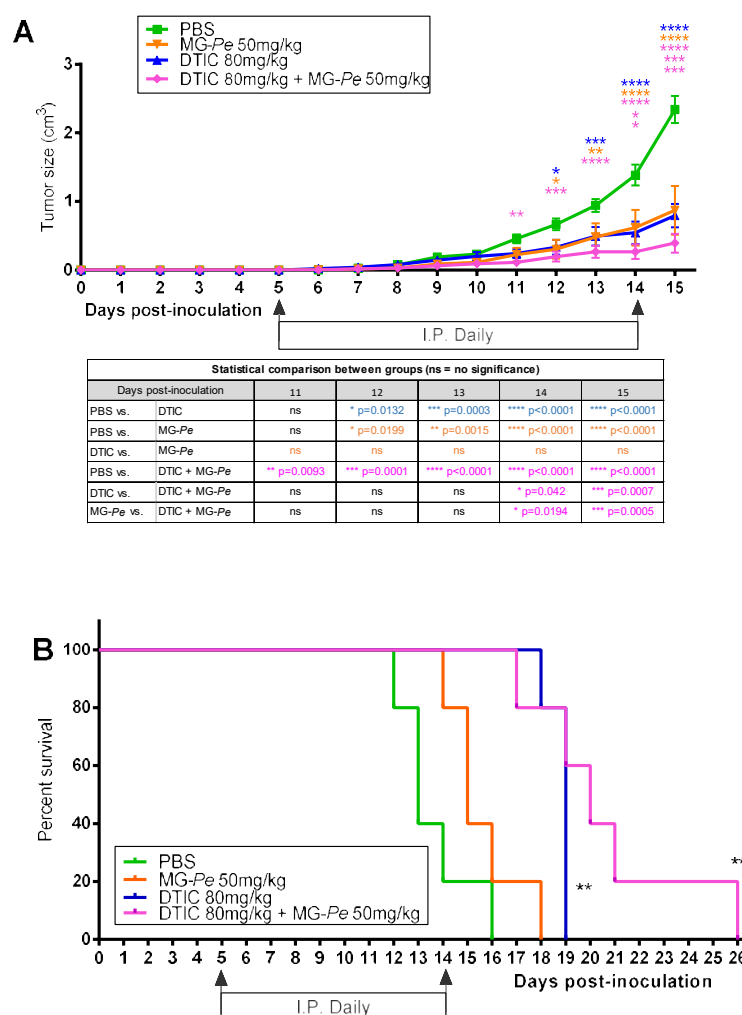 A
PBS
MG-Pe 50mg/kg
DTIC 80mg/kg
DTIC 80mg/kg + MG-Pe 50mg/kg
**** 
****
****
***
***
****
****
****
*
*
***
**
****
*
*
***
**
Tumor size (cm³)
3
2
1
0
0 1 2 3 4 5 6 7 8 9 10 11 12 13 14 15
Days post-inoculation
I.P. Daily
Statistical comparison between groups (ns = no significance)
Days post-inoculation 11 12 13 14 15
PBS vs. DTIC ns * p=0.0132 *** p=0.0003 **** p<0.0001 **** p<0.0001
PBS vs. MG-Pe ns * p=0.0199 ** p=0.0015 **** p<0.0001 **** p<0.0001
DTIC vs. MG-Pe ns ns ns ns ns
PBS vs. DTIC + MG-Pe ** p=0.0093 *** p=0.0001 **** p<0.0001 **** p<0.0001 **** p<0.0001
DTIC vs. DTIC + MG-Pe ns ns ns * p=0.042 *** p=0.0007
MG-Pe vs. DTIC + MG-Pe ns ns ns * p=0.0194 *** p=0.0005
B
Percent survival
100
80
60
40
20
0
PBS
MG-Pe 50mg/kg
DTIC 80mg/kg
DTIC 80mg/kg + MG-Pe 50mg/kg
**
**
0 1 2 3 4 5 6 7 8 9 10 11 12 13 14 15 16 17 18 19 20 21 22 23 24 25 26
Days post-inoculation
I.P. Daily